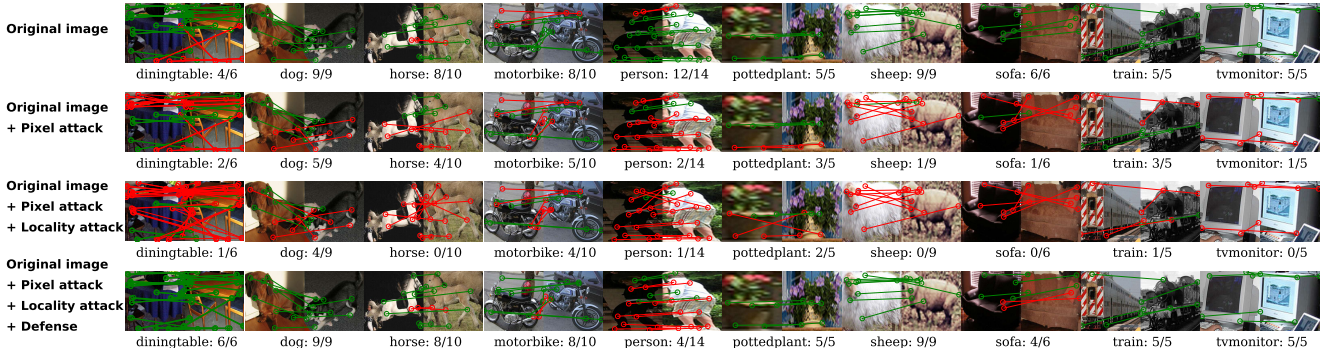 Original image
diningtable: 4/6 dog: 9/9 horse: 8/10 motorbike: 8/10 person: 12/14 pottedplant: 5/5 sheep: 9/9 sofa: 6/6 train: 5/5 tvmonitor: 5/5
Original image
+ Pixel attack
diningtable: 2/6 dog: 5/9 horse: 4/10 motorbike: 5/10 person: 2/14 pottedplant: 3/5 sheep: 1/9 sofa: 1/6 train: 3/5 tvmonitor: 1/5
Original image
+ Pixel attack
+ Locality attack
diningtable: 1/6 dog: 4/9 horse: 0/10 motorbike: 4/10 person: 1/14 pottedplant: 2/5 sheep: 0/9 sofa: 0/6 train: 1/5 tvmonitor: 0/5
Original image
+ Pixel attack
+ Locality attack
+ Defense
diningtable: 6/6 dog: 9/9 horse: 8/10 motorbike: 8/10 person: 4/14 pottedplant: 5/5 sheep: 9/9 sofa: 4/6 train: 5/5 tvmonitor: 5/5